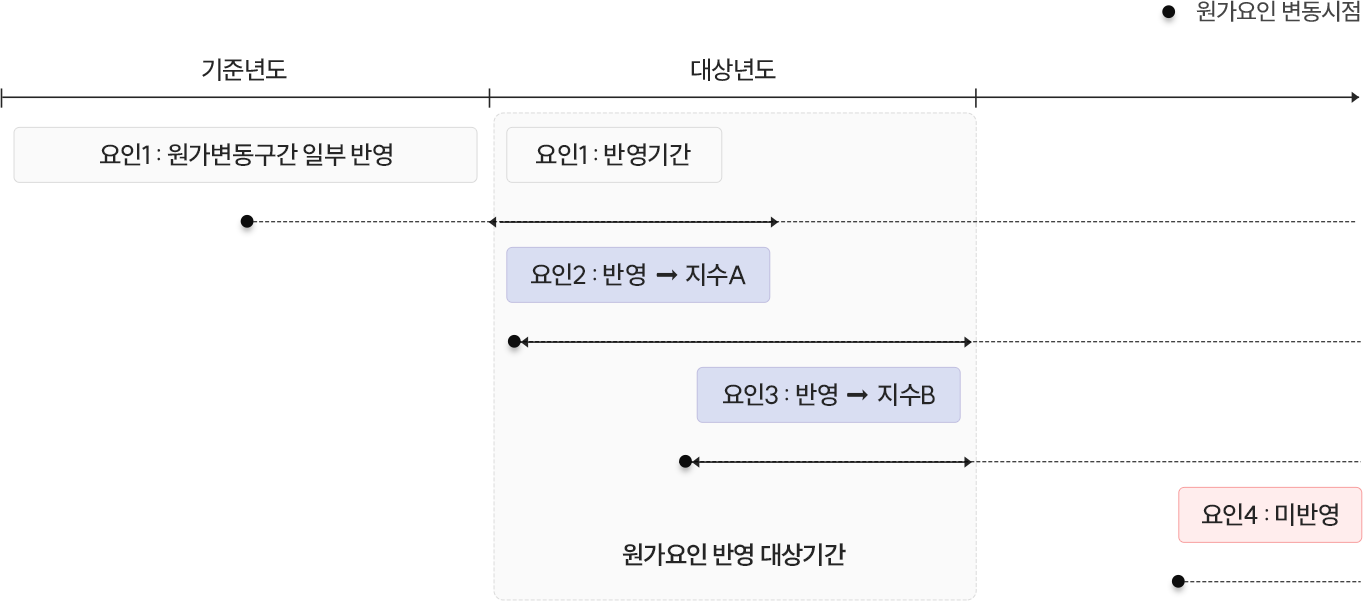 원가요인 변동시점
기준년도
대상년도
요인1 : 원가변동구간 일부 반영
요인1 : 반영기간
요인2 : 반영 → 지수A
요인3 : 반영 → 지수B
요인4 : 미반영
원가요인 반영 대상기간